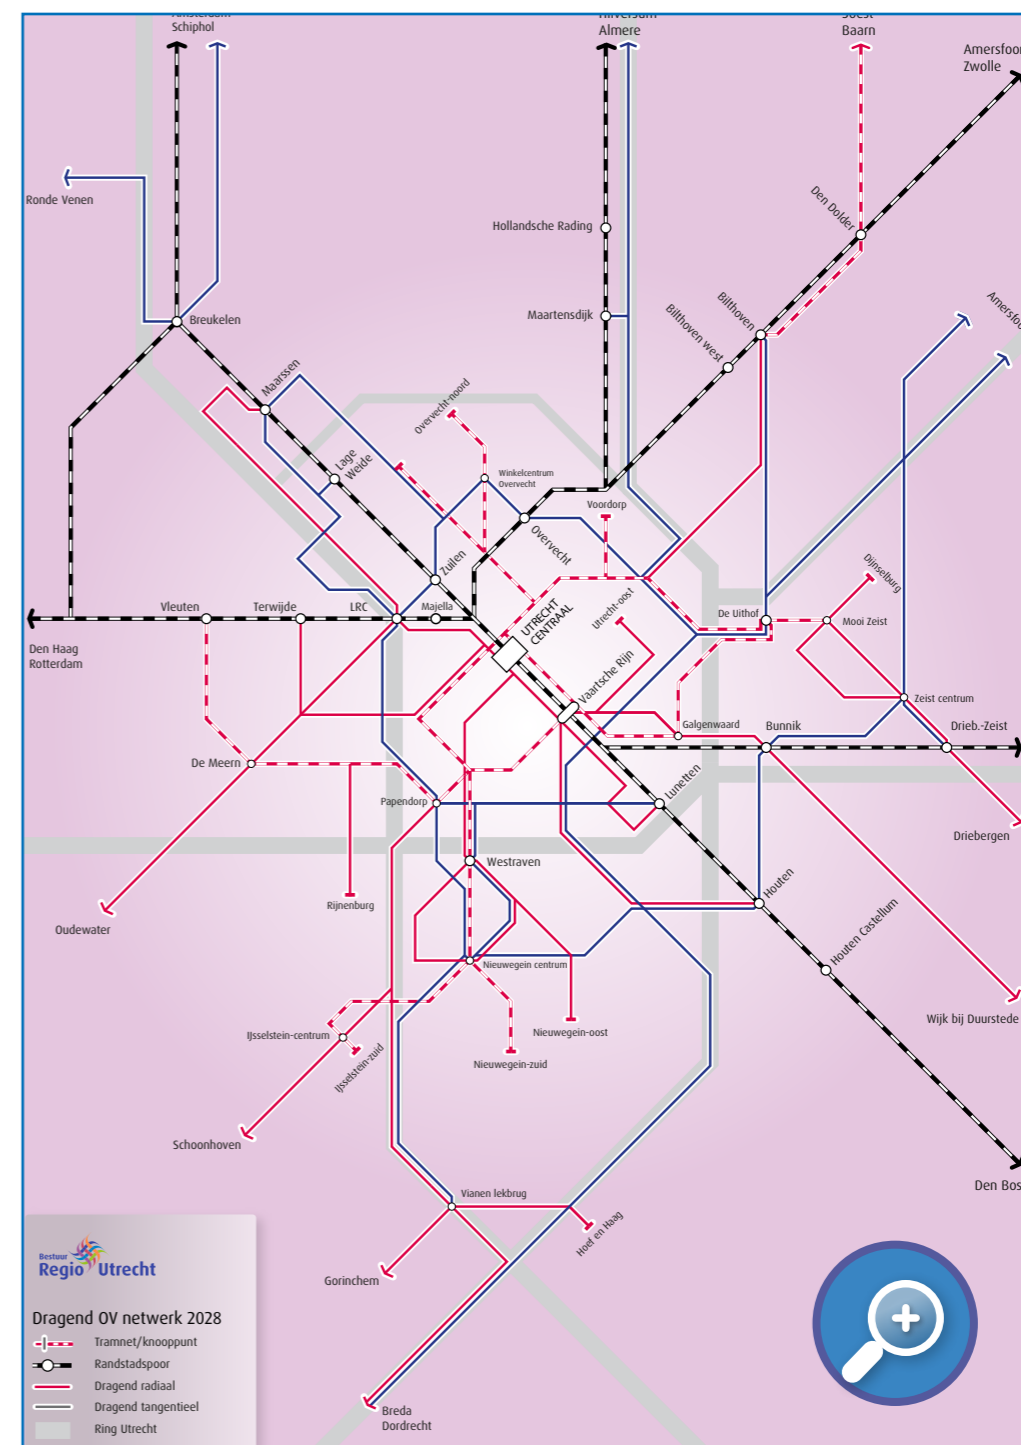 Schiphol
Almere
Baarn
Zwolle
Ronde Venen
Hollandsche Rading
Den Dolder
Breukelen
Maartensdijk
Bilthoven
Bilthoven west
Maarssen
Overvecht-noord
Lage
Weide
Winkelcentrum
Overvecht
Voordorp
Overvecht
Zuilen
Dijnselburg
Vleuten
Terwijde
LRC
Majella
UTRECHT
CENTRAAL
Utrecht-oost
De Uithof
Mooi Zeist
Den Haag
Rotterdam
Vaartsche Rijn
Zeist centrum
Galgenwaard
Bunnik
Drieb.-Zeist
De Meern
Papendorp
Lunetten
Driebergen
Westraven
Rijnenburg
Houten
Oudewater
Houten Castellum
Nieuwegein centrum
Wijk bij Duurstede
IJsselstein-centrum
Nieuwegein-oost
IJsselstein-zuid
Nieuwegein-zuid
Schoonhoven
Den Bos
Vianen lekbrug
Hoef en Haag
Gorinchem
Breda
Dordrecht
Bestuur
Regio Utrecht
Dragend OV netwerk 2028
Tramnet/knooppunt
Randstadspoor
Dragend radiaal
Dragend tangentieel
Ring Utrecht